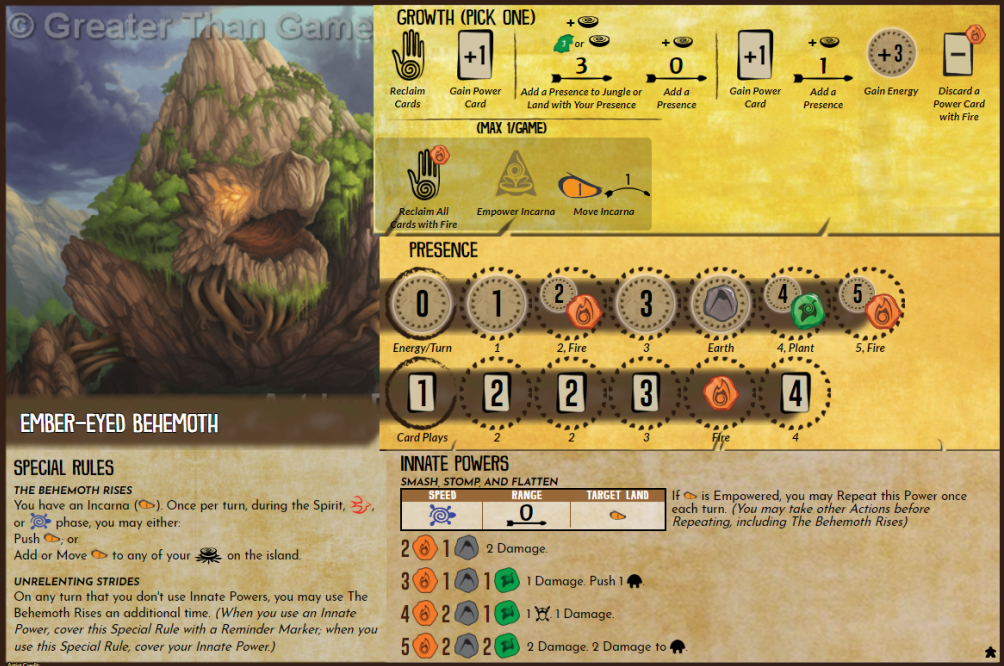 © Greater Than Game
GROWTH (PICK ONE)
+
+
+
+
+1
3 or
3
0
+1
1
+3
−
Reclaim
Cards
Gain Power
Card
Add a Presence to Jungle or
Land with Your Presence
Add a
Presence
Gain Power
Card
Add a
Presence
Gain Energy
Discard a
Power Card
with Fire
(MAX 1/GAME)
1
1
Reclaim All
Cards with Fire
Empower Incarna
Move Incarna
PRESENCE
0
1
2
3
4
5
Energy/Turn
1
2, Fire
3
Earth
4, Plant
5, Fire
1
2
2
3
4
Card Plays
2
2
3
Fire
4
EMBER-EYED BEHEMOTH
SPECIAL RULES
THE BEHEMOTH RISES
You have an Incarna ( ). Once per turn, during the Spirit, ,
or phase, you may either:
Push ; or
Add or Move to any of your on the island.
UNRELENTING STRIDES
On any turn that you don't use Innate Powers, you may use The
Behemoth Rises an additional time. (When you use an Innate
Power, cover this Special Rule with a Reminder Marker; when you
use this Special Rule, cover your Innate Power.)
INNATE POWERS
SMASH, STOMP, AND FLATTEN
SPEED RANGE TARGET LAND
0
If is Empowered, you may Repeat this Power once
each turn. (You may take other Actions before
Repeating, including The Behemoth Rises)
2 1 2 Damage.
3 1 1 1 Damage. Push 1 .
4 2 1 1 . 1 Damage.
5 2 2 2 Damage. 2 Damage to .